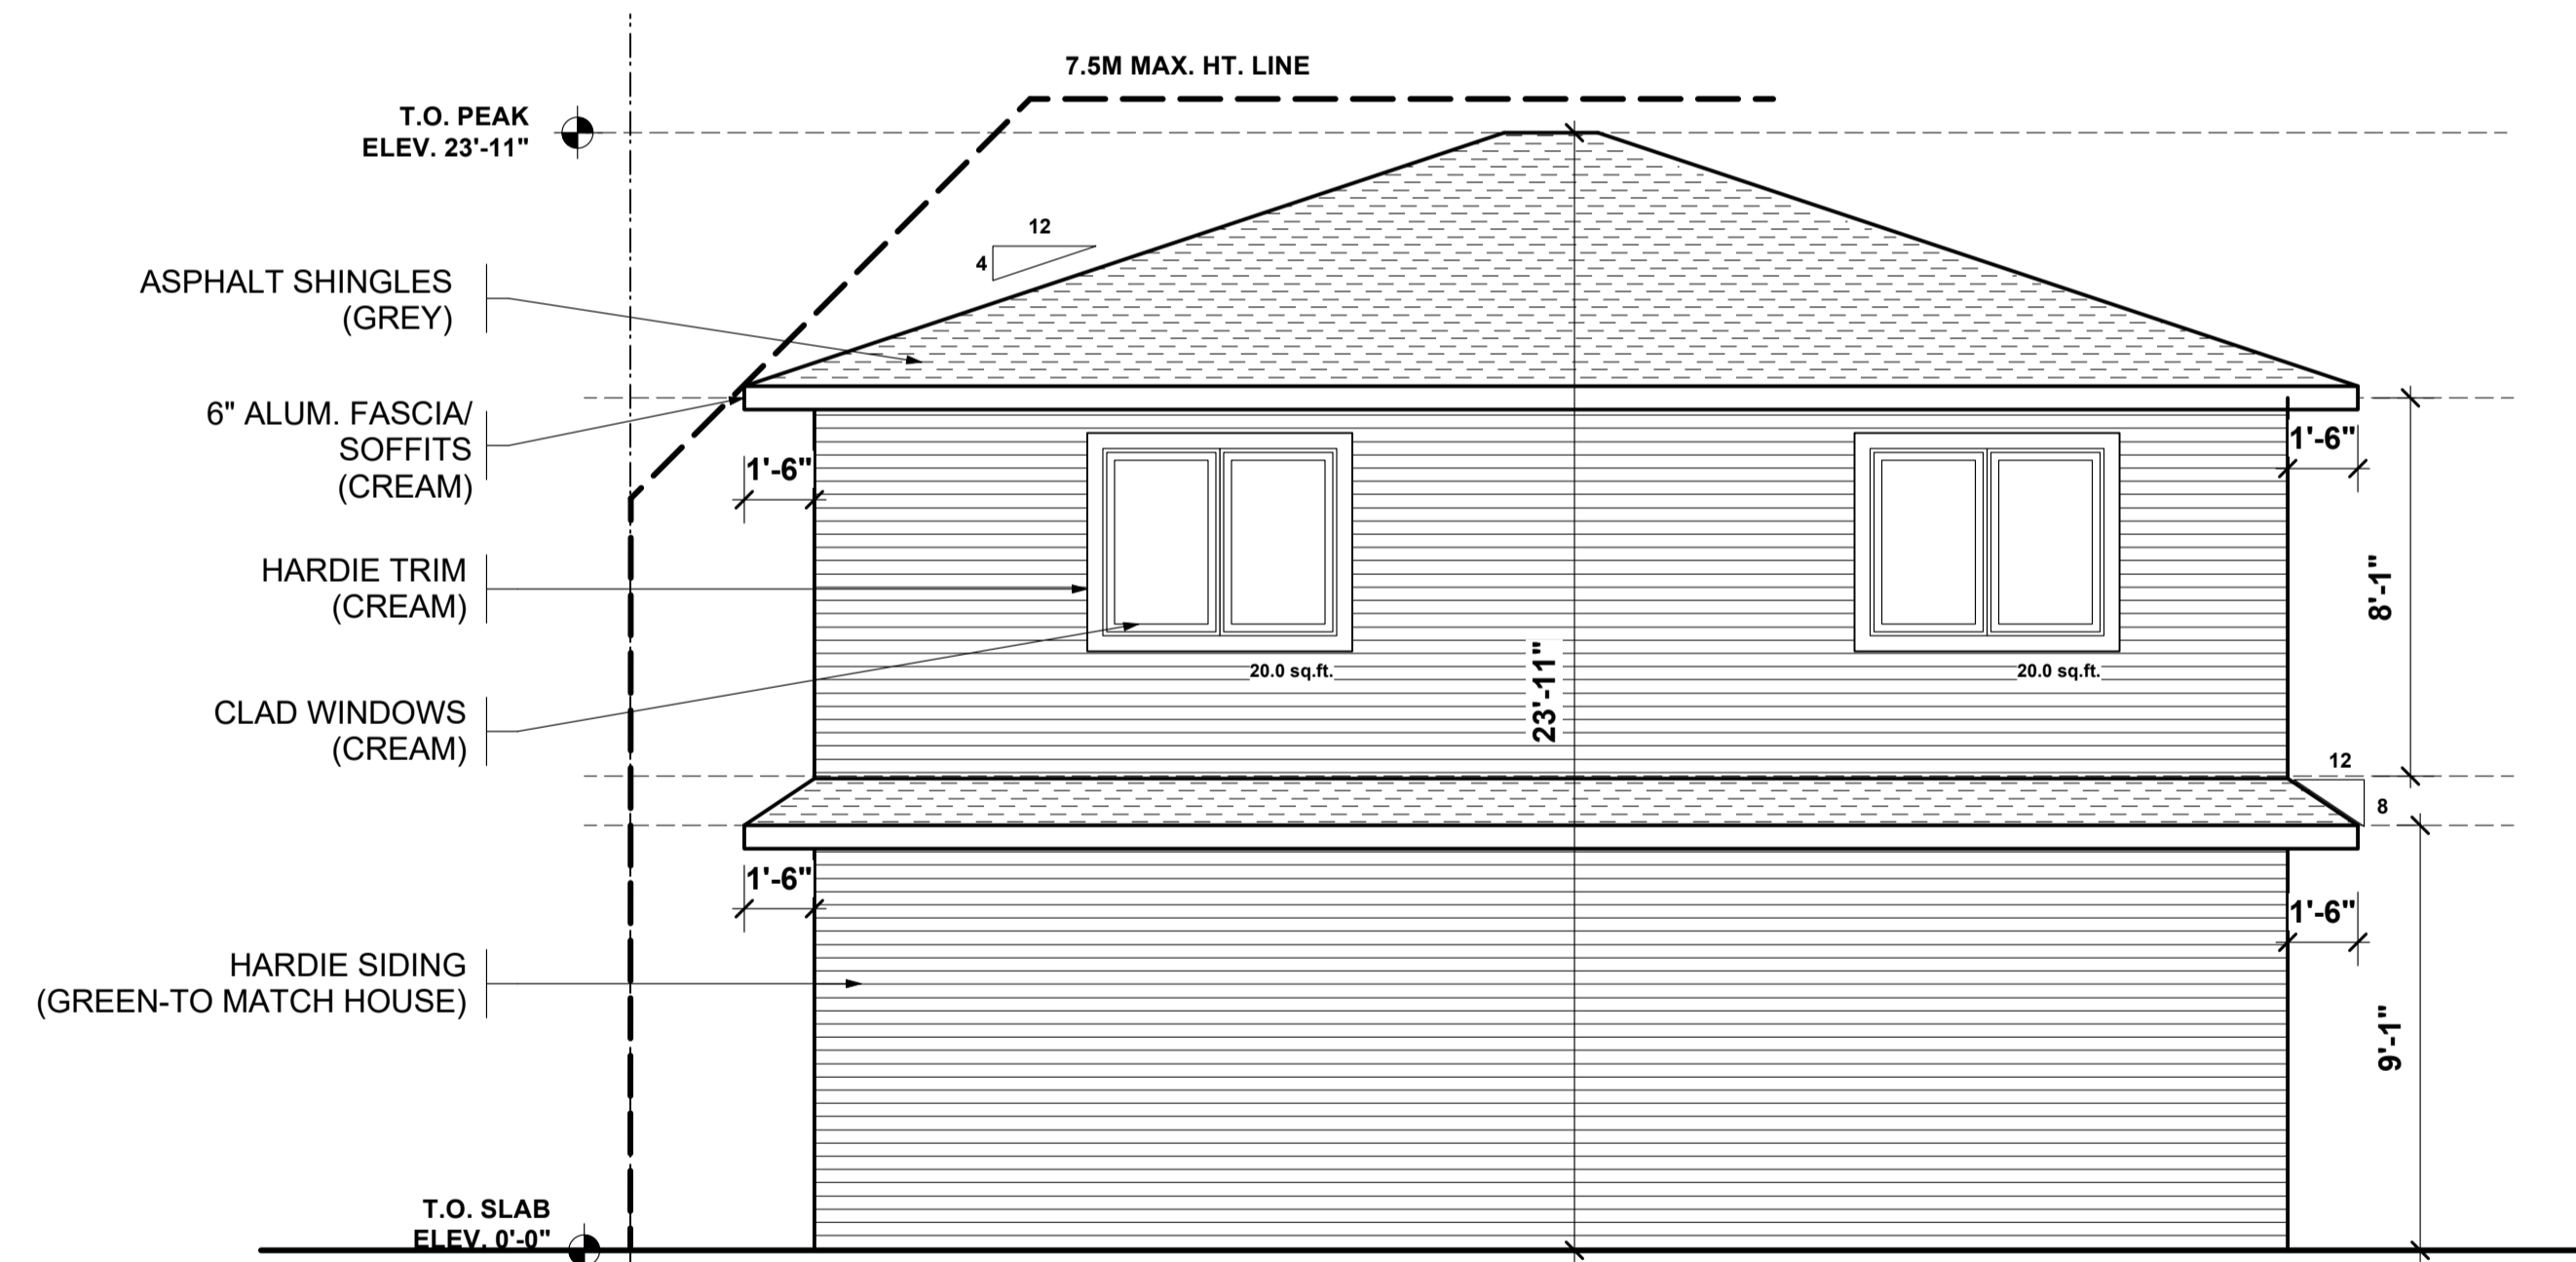 7.5M MAX. HT. LINE
T.O. PEAK
ELEV. 23'-11"
12
4
ASPHALT SHINGLES
(GREY)
6" ALUM. FASCIA/
SOFFITS
(CREAM)
1'-6"
1'-6"
HARDIE TRIM
(CREAM)
8'-1"
20.0 sq.ft.
20.0 sq.ft.
23'-11"
CLAD WINDOWS
(CREAM)
12
8
1'-6"
1'-6"
HARDIE SIDING
(GREEN-TO MATCH HOUSE)
9'-1"
T.O. SLAB
ELEV. 0'-0"